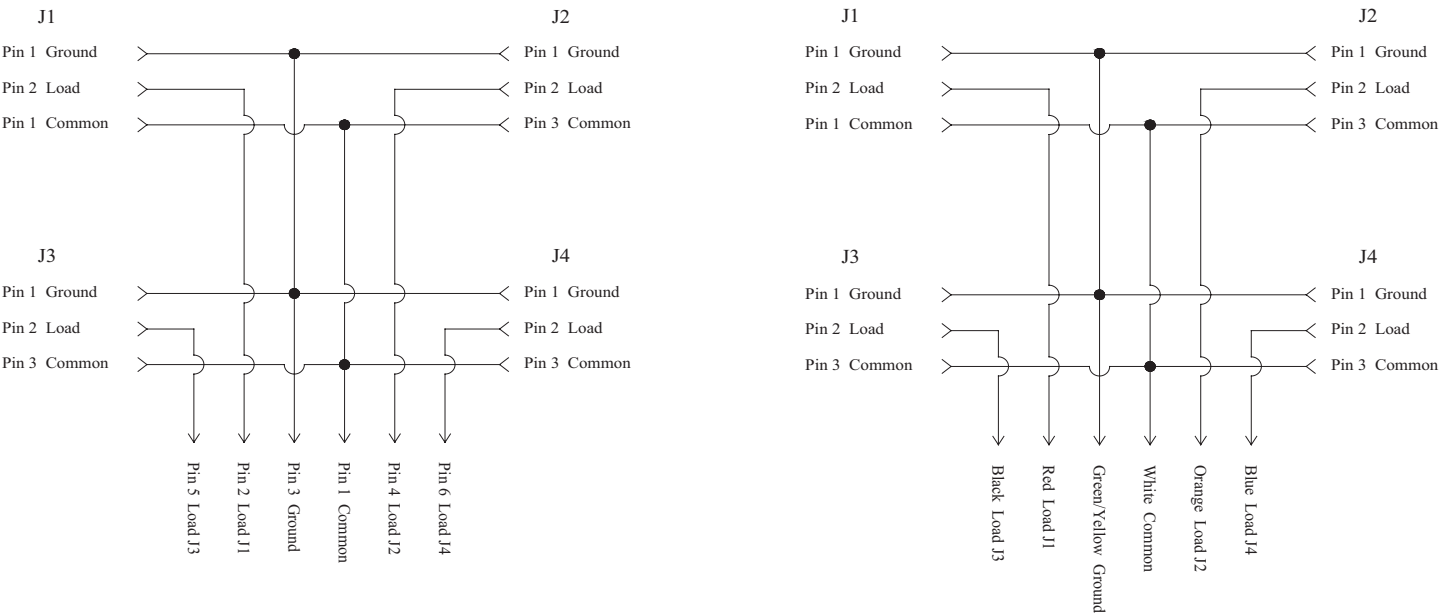 J1
J2
Pin 1 Ground
Pin 1 Ground
Pin 2 Load
Pin 2 Load
Pin 1 Common
Pin 3 Common
J3
J4
Pin 1 Ground
Pin 1 Ground
Pin 2 Load
Pin 2 Load
Pin 3 Common
Pin 3 Common
Pin 5 Load J3
Pin 2 Load J1
Pin 3 Ground
Pin 1 Common
Pin 4 Load J2
Pin 6 Load J4
J1
J2
Pin 1 Ground
Pin 1 Ground
Pin 2 Load
Pin 2 Load
Pin 1 Common
Pin 3 Common
J3
J4
Pin 1 Ground
Pin 1 Ground
Pin 2 Load
Pin 2 Load
Pin 3 Common
Pin 3 Common
Black Load J3
Red Load J1
Green/Yellow Ground
White Common
Orange Load J2
Blue Load J4